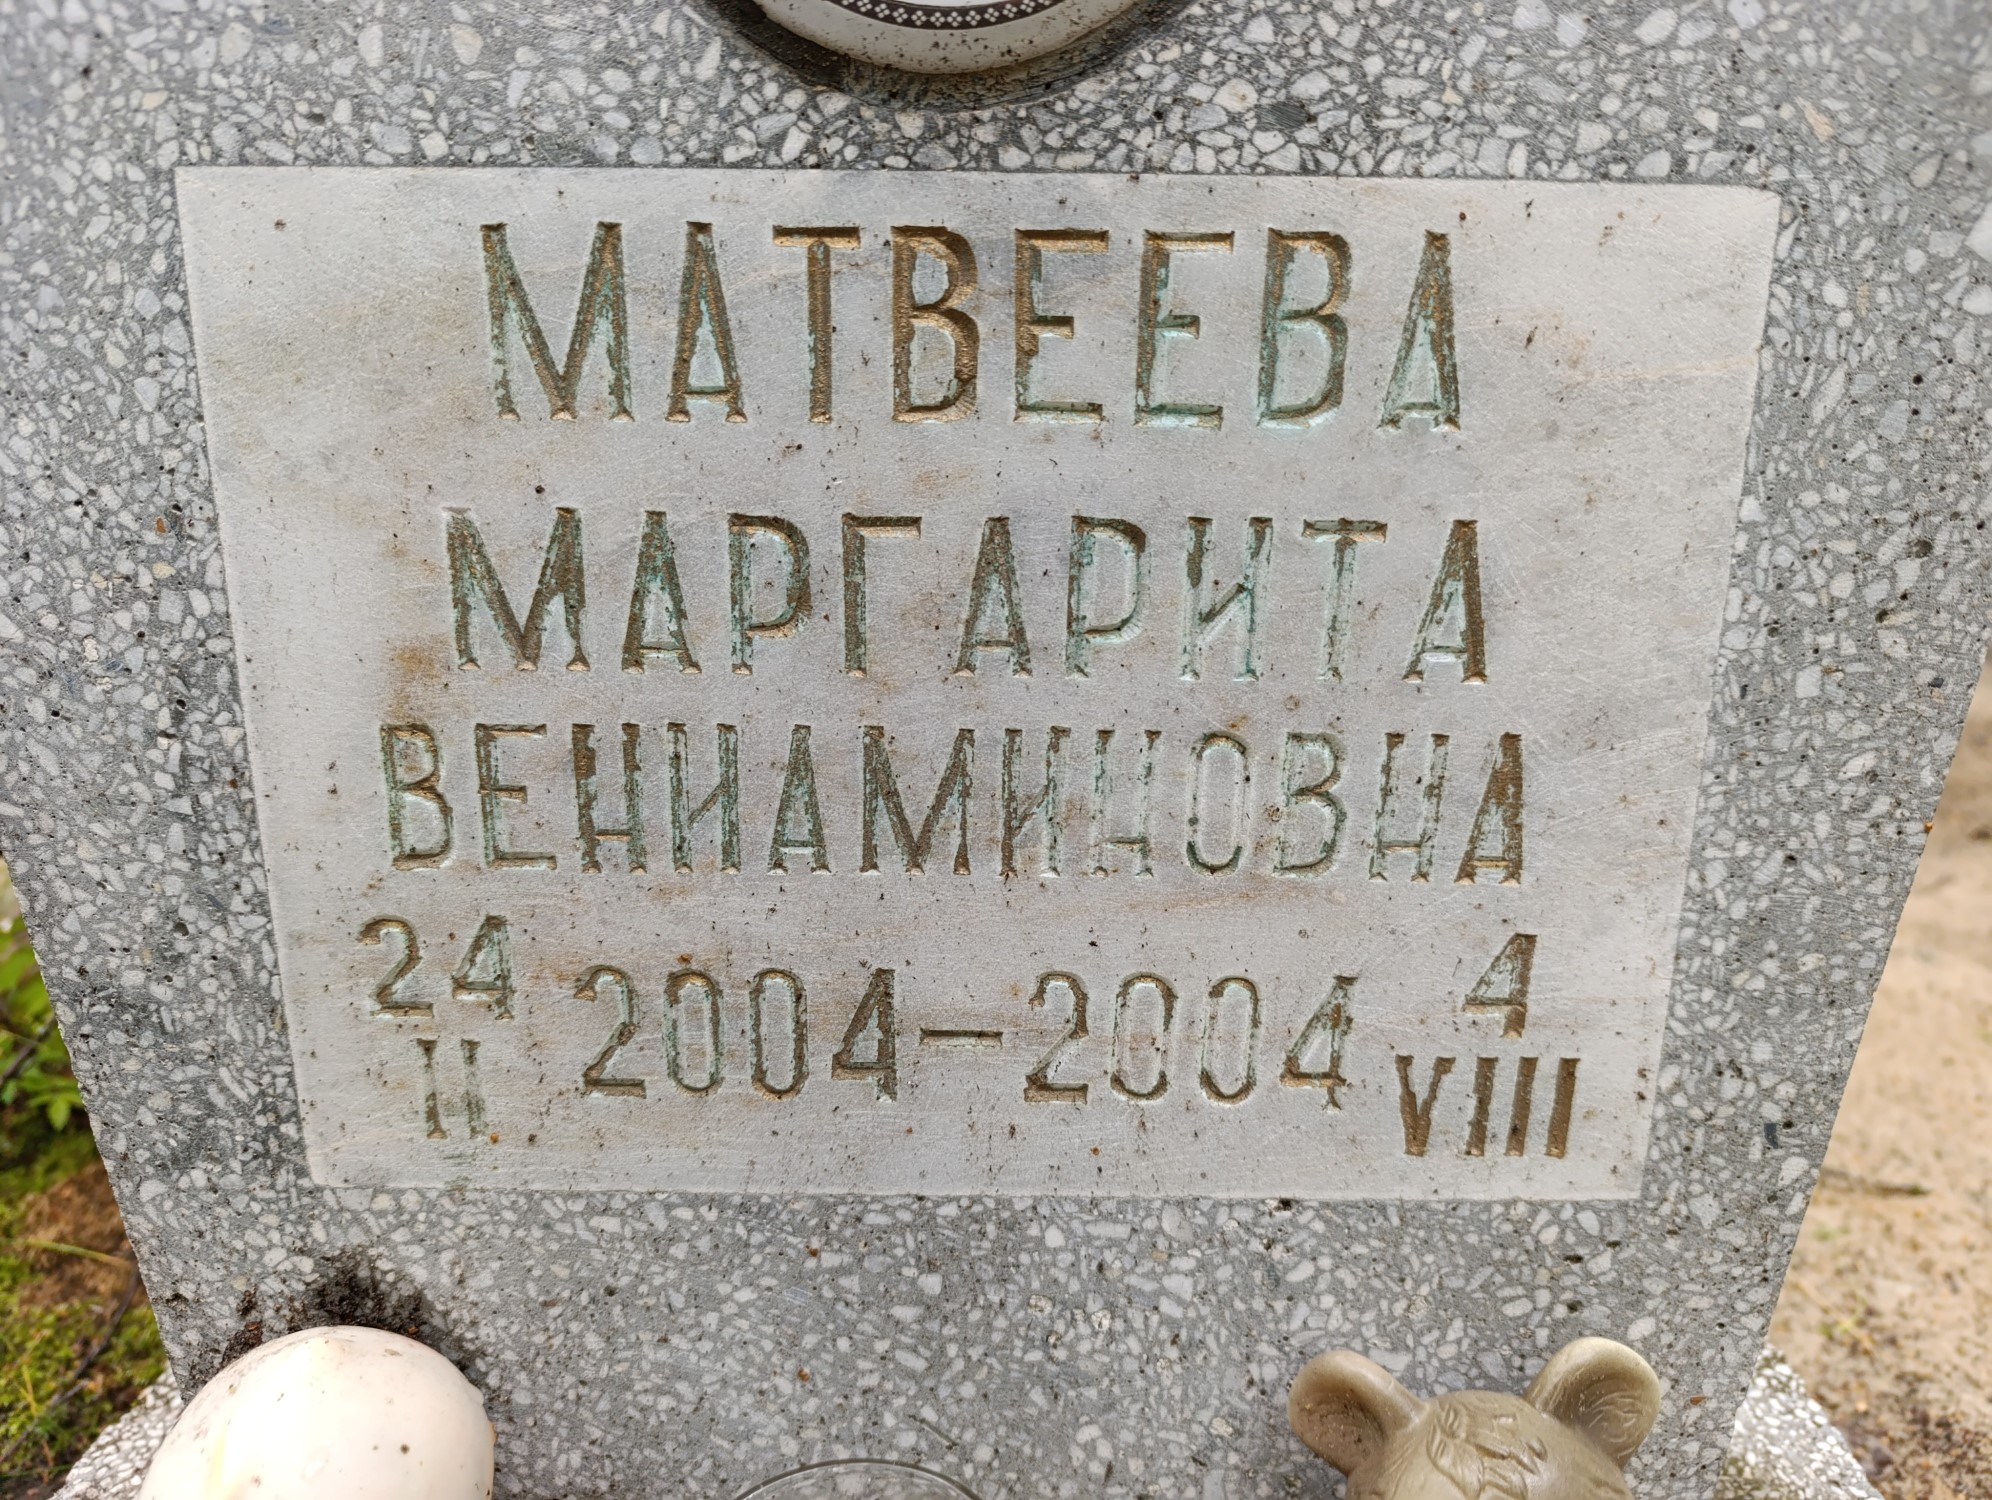 МАТВЕЕВА
МАРГАРИТА
ВЕНИАМИНОВНА
24 II 2004–2004 4 VIII